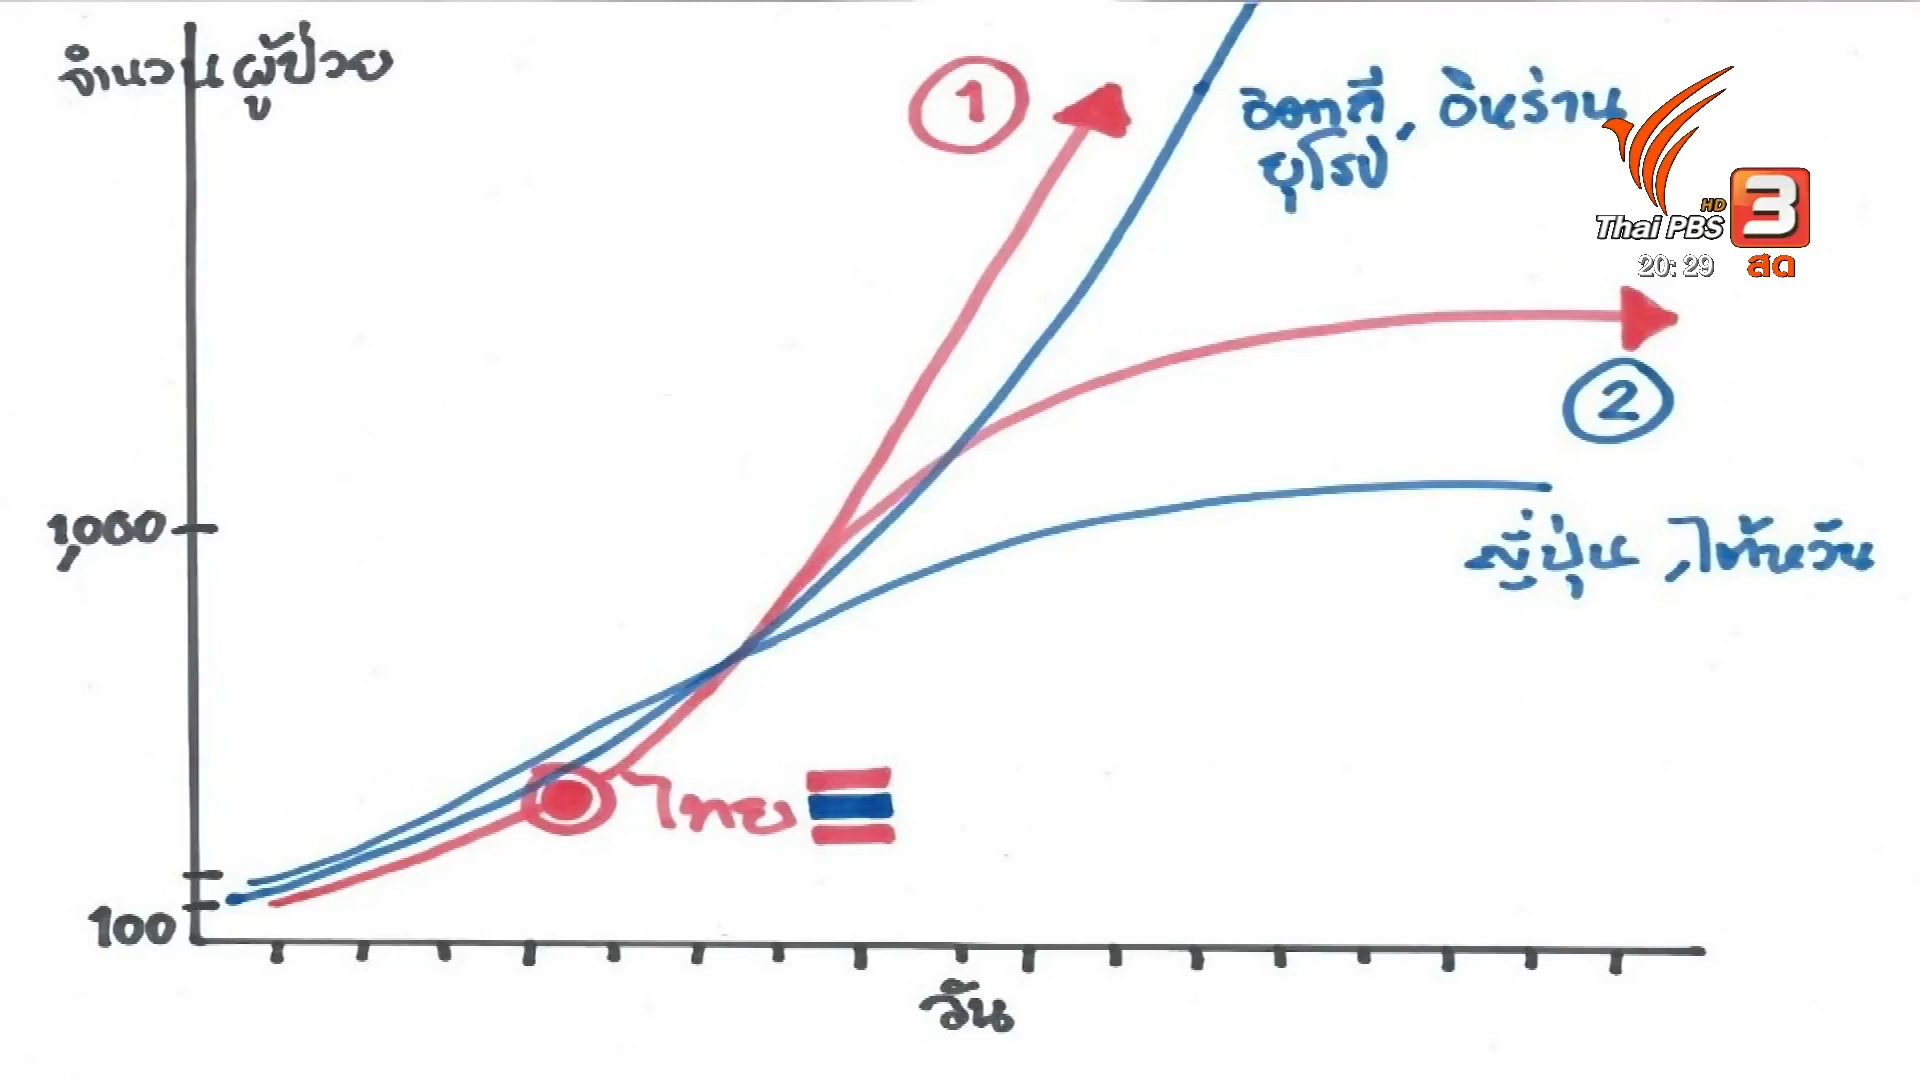 จำนวนผู้ป่วย
1
อิตาลี, อิหร่าน
ยุโรป
HD
Thai PBS 3
20:29 สด
2
1,000
ญี่ปุ่น, ไต้หวัน
ไทย
100
วัน